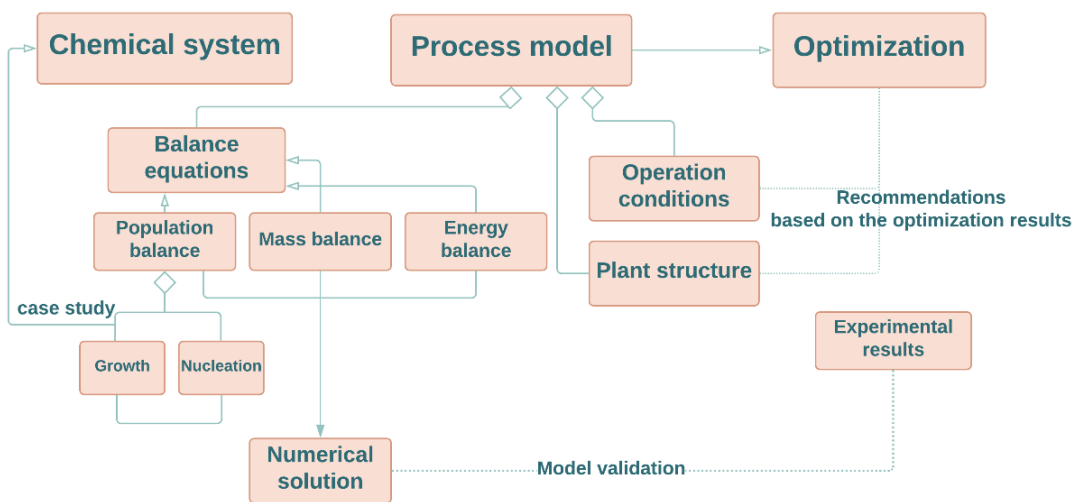 Chemical system
Process model
Optimization
Balance
equations
Operation
conditions
Recommendations
based on the optimization results
Population
balance
Mass balance
Energy
balance
Plant structure
case study
Experimental
results
Growth
Nucleation
Numerical
solution
Model validation